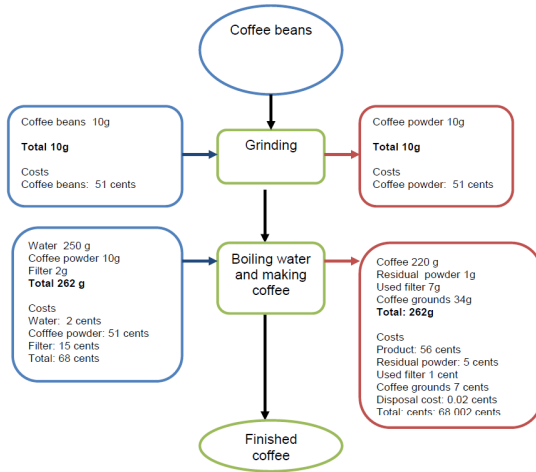 Coffee beans
Coffee beans 10g
Total 10g
Costs
Coffee beans: 51 cents
Grinding
Coffee powder 10g
Total 10g
Costs
Coffee powder: 51 cents
Water 250 g
Coffee powder 10g
Filter 2g
Total 262 g
Costs
Water: 2 cents
Cofffee powder: 51 cents
Filter: 15 cents
Total: 68 cents
Boiling water
and making
coffee
Coffee 220 g
Residual powder 1g
Used filter 7g
Coffee grounds 34g
Total: 262g
Costs
Product: 56 cents
Residual powder: 5 cents
Used filter 1 cent
Coffee grounds 7 cents
Disposal cost: 0.02 cents
Total: cents: 68.002 cents
Finished
coffee